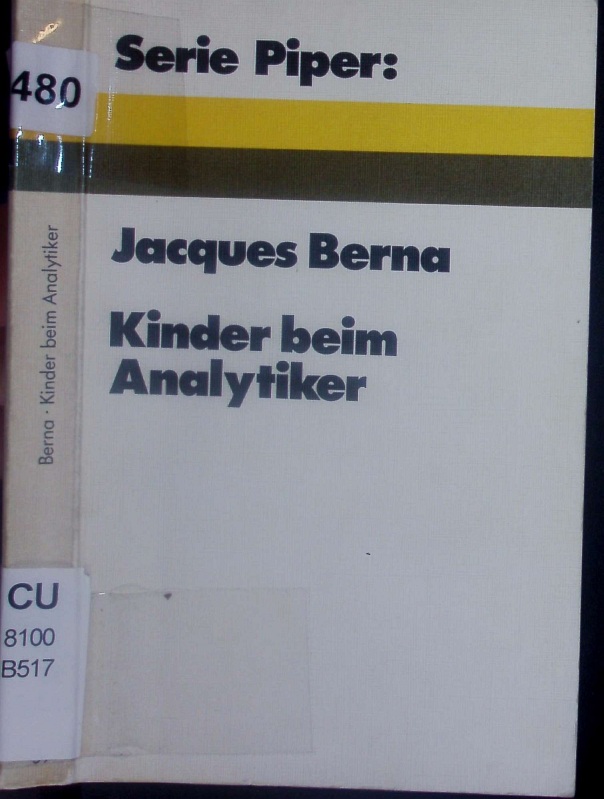 Serie Piper:
480
Jacques Berna
Kinder beim
Analytiker
Berna · Kinder beim Analytiker
CU
8100
B517